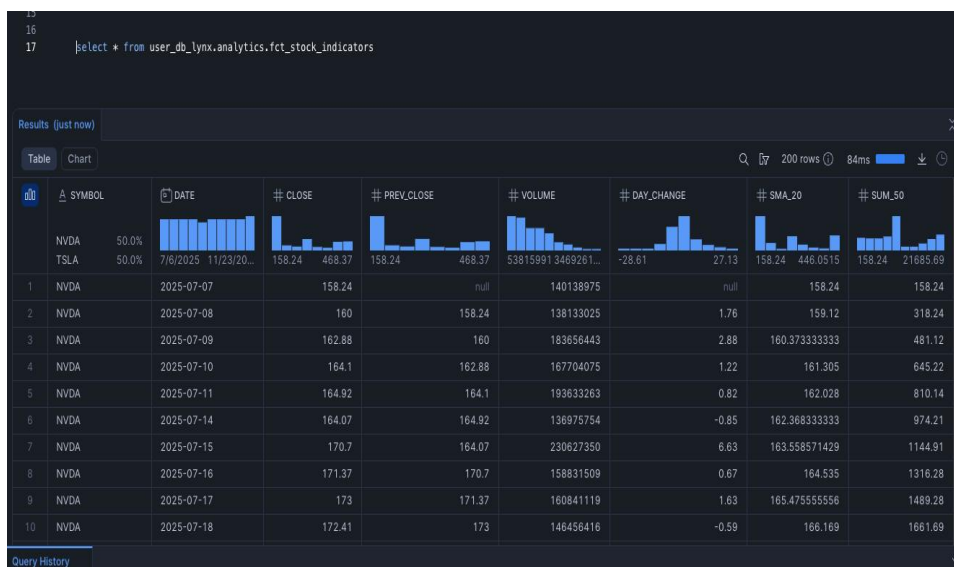 15
16
17 select * from user_db_lynx.analytics.fct_stock_indicators
Results (just now)
Table Chart 200 rows 84ms
A SYMBOL DATE # CLOSE # PREV_CLOSE # VOLUME # DAY_CHANGE # SMA_20 # SUM_50
NVDA 50.0%
TSLA 50.0% 7/6/2025 11/23/20... 158.24 468.37 158.24 468.37 53815991 3469261... -28.61 27.13 158.24 446.0515 158.24 21685.69
1 NVDA 2025-07-07 158.24 null 140138975 null 158.24 158.24
2 NVDA 2025-07-08 160 158.24 138133025 1.76 159.12 318.24
3 NVDA 2025-07-09 162.88 160 183656443 2.88 160.373333333 481.12
4 NVDA 2025-07-10 164.1 162.88 167704075 1.22 161.305 645.22
5 NVDA 2025-07-11 164.92 164.1 193633263 0.82 162.028 810.14
6 NVDA 2025-07-14 164.07 164.92 136975754 -0.85 162.368333333 974.21
7 NVDA 2025-07-15 170.7 164.07 230627350 6.63 163.558571429 1144.91
8 NVDA 2025-07-16 171.37 170.7 158831509 0.67 164.535 1316.28
9 NVDA 2025-07-17 173 171.37 160841119 1.63 165.475555556 1489.28
10 NVDA 2025-07-18 172.41 173 146456416 -0.59 166.169 1661.69
Query History